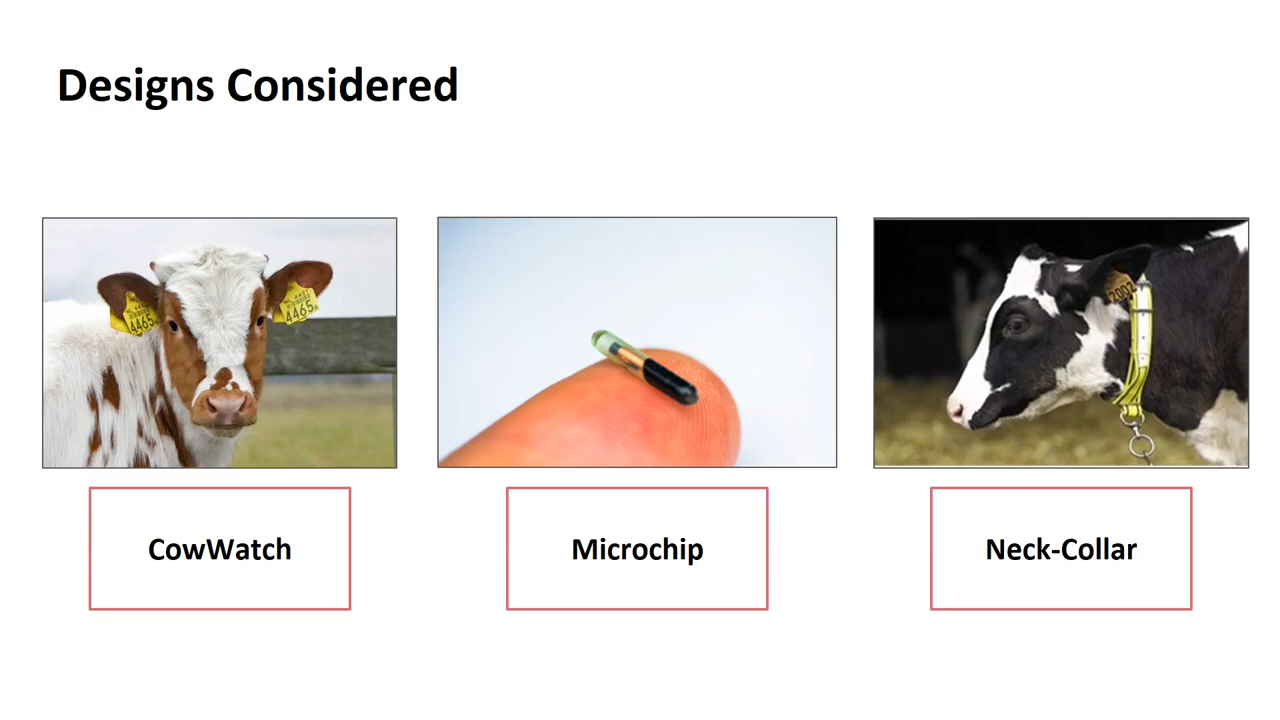 Designs Considered
4465
4465
2002
CowWatch
Microchip
Neck-Collar